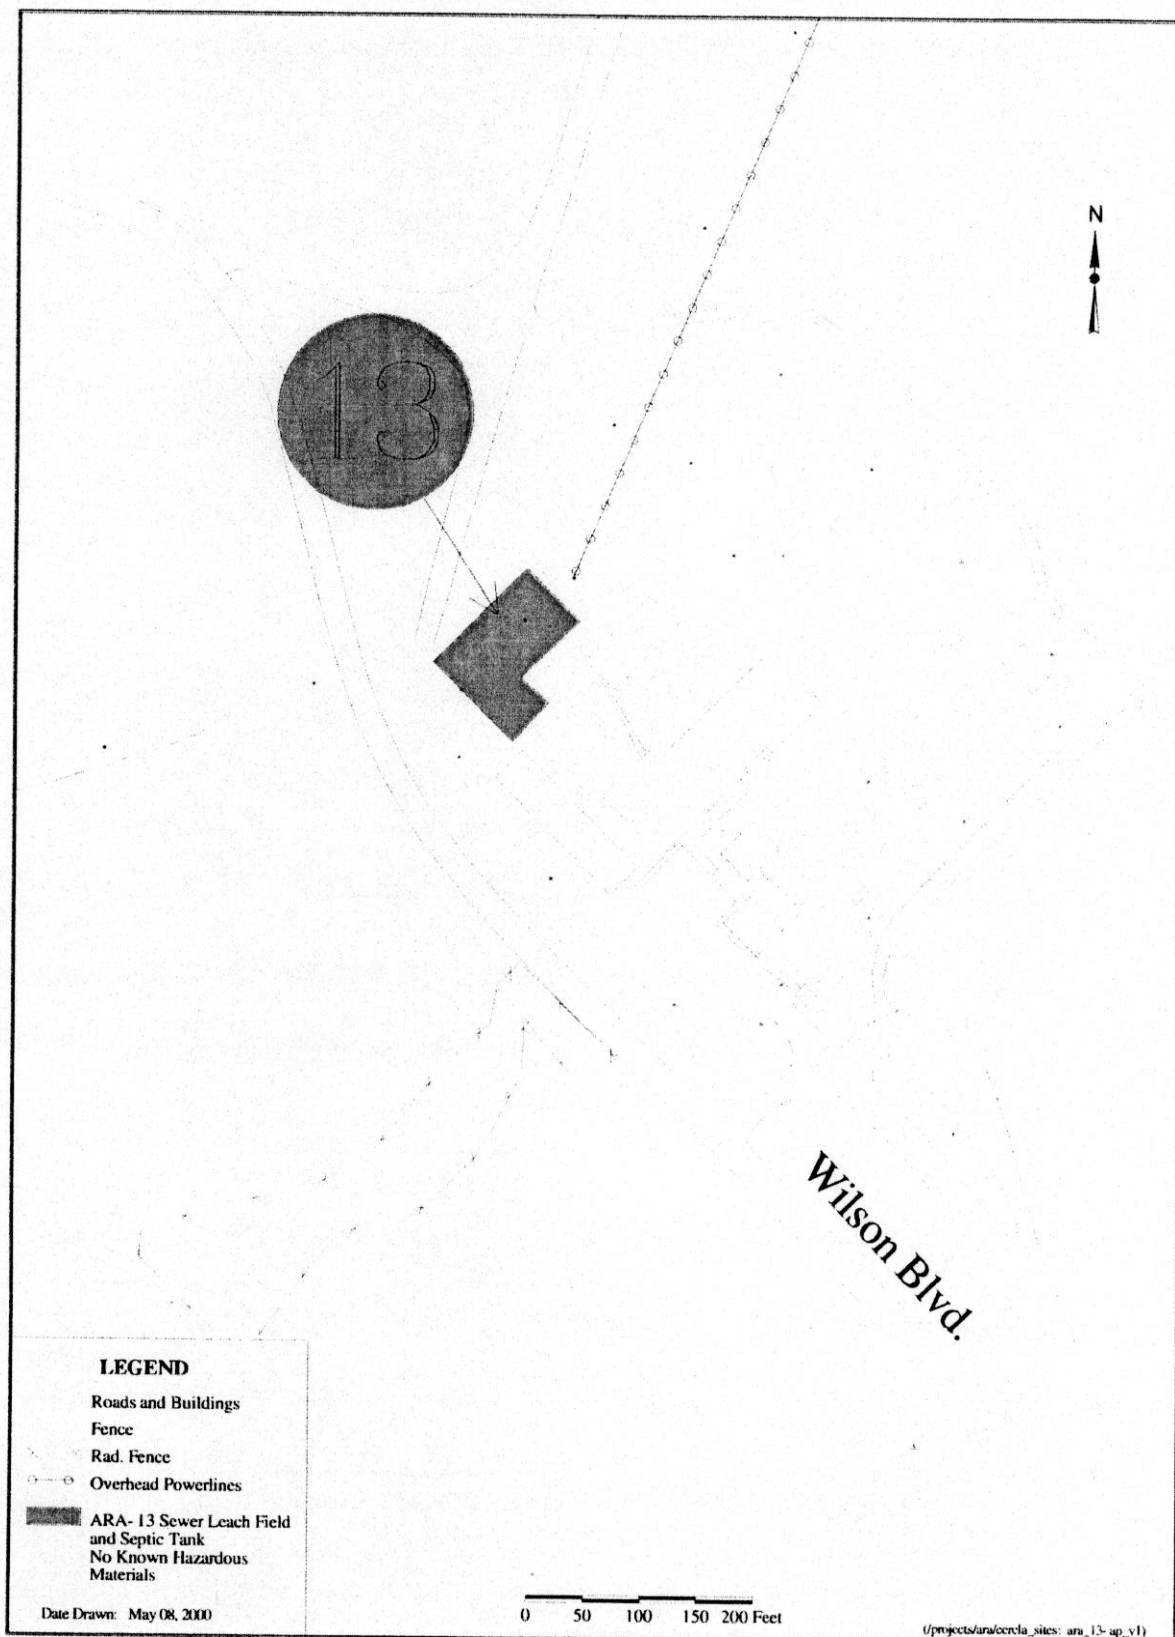 N
13
Wilson Blvd.
LEGEND
Roads and Buildings
Fence
Rad. Fence
Overhead Powerlines
ARA- 13 Sewer Leach Field
and Septic Tank
No Known Hazardous
Materials
Date Drawn: May 08, 2000
0 50 100 150 200 Feet
(/projects/ara/cercla_sites: ara_13- ap_v1)